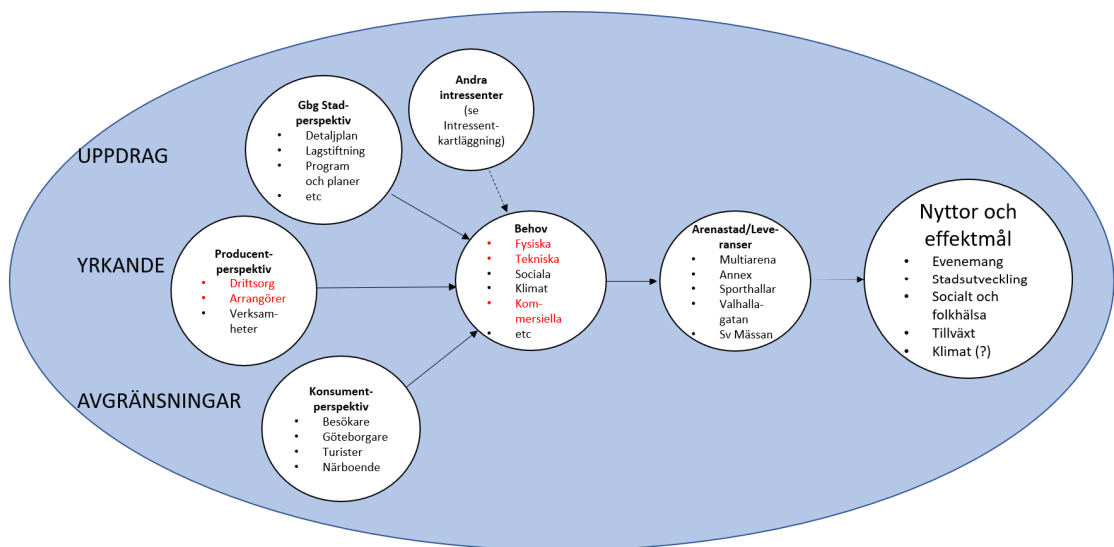 UPPDRAG
YRKANDE
AVGRÄNSNINGAR
Gbg Stad-
perspektiv
• Detaljplan
• Lagstiftning
• Program
och planer
• etc
Andra
intressenter
(se
Intressent-
kartläggning)
Producent-
perspektiv
• Driftsorg
• Arrangörer
• Verksam-
heter
Konsument-
perspektiv
• Besökare
• Göteborgare
• Turister
• Närboende
Behov
• Fysiska
• Tekniska
• Sociala
• Klimat
• Kom-
mersiella
• etc
Arenastad/Leve-
ranser
• Multiarena
• Annex
• Sporthallar
• Valhalla-
gatan
• Sv Mässan
Nyttor och
effektmål
• Evenemang
• Stadsutveckling
• Socialt och
folkhälsa
• Tillväxt
• Klimat (?)